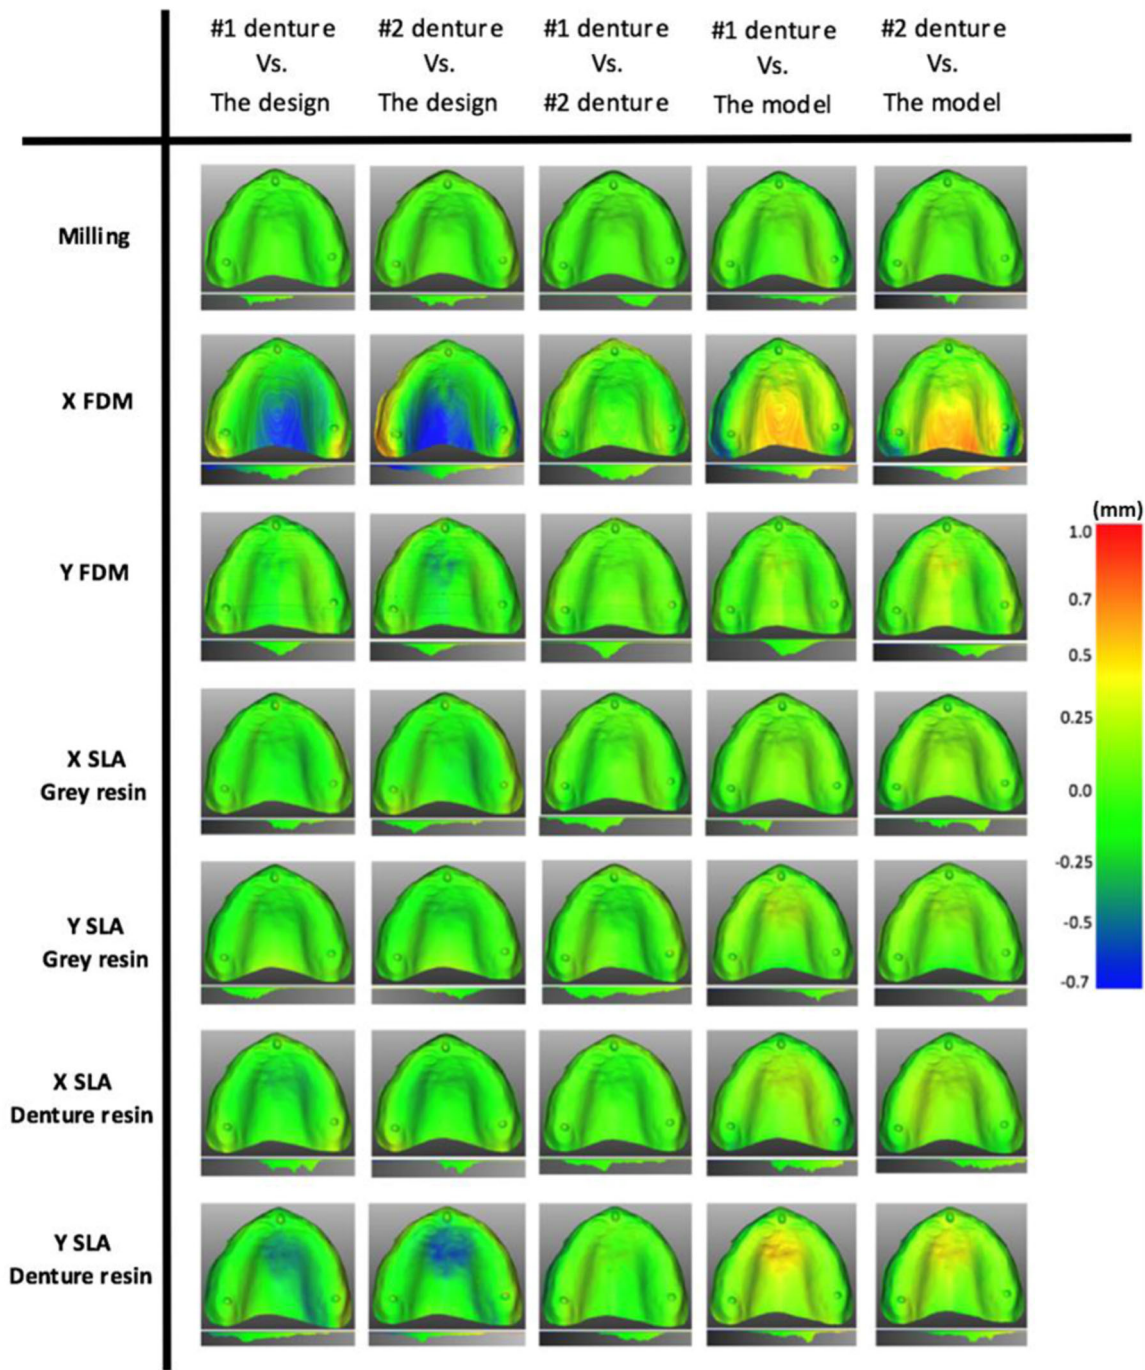 #1 denture #2 denture #1 denture #1 denture #2 denture
Vs. Vs. Vs. Vs. Vs.
The design The design #2 denture The model The model
Milling
X FDM
(mm)
1.0
Y FDM
0.7
0.5
0.25
X SLA
Grey resin
0.0
-0.25
Y SLA
-0.5
Grey resin
-0.7
X SLA
Denture resin
Y SLA
Denture resin